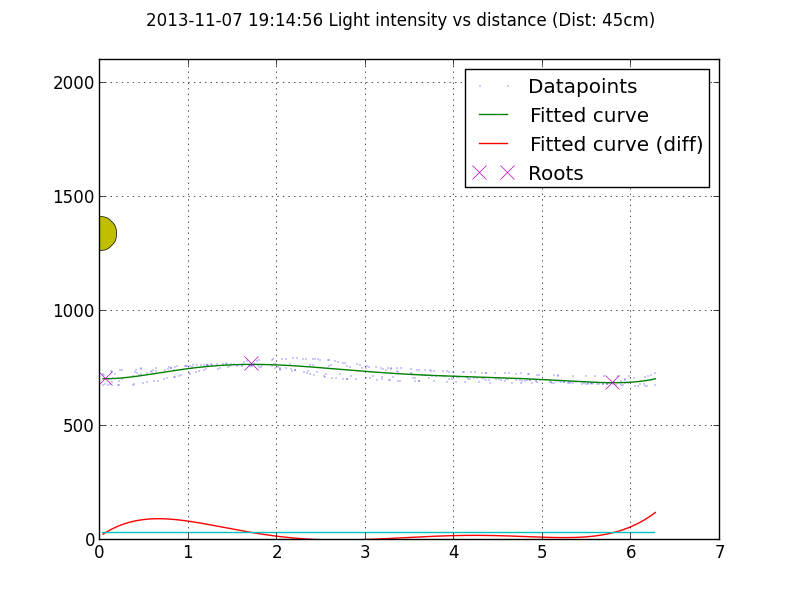 2013-11-07 19:14:56 Light intensity vs distance (Dist: 45cm)
2000
1500
1000
500
0
Datapoints
Fitted curve
Fitted curve (diff)
Roots
0 1 2 3 4 5 6 7